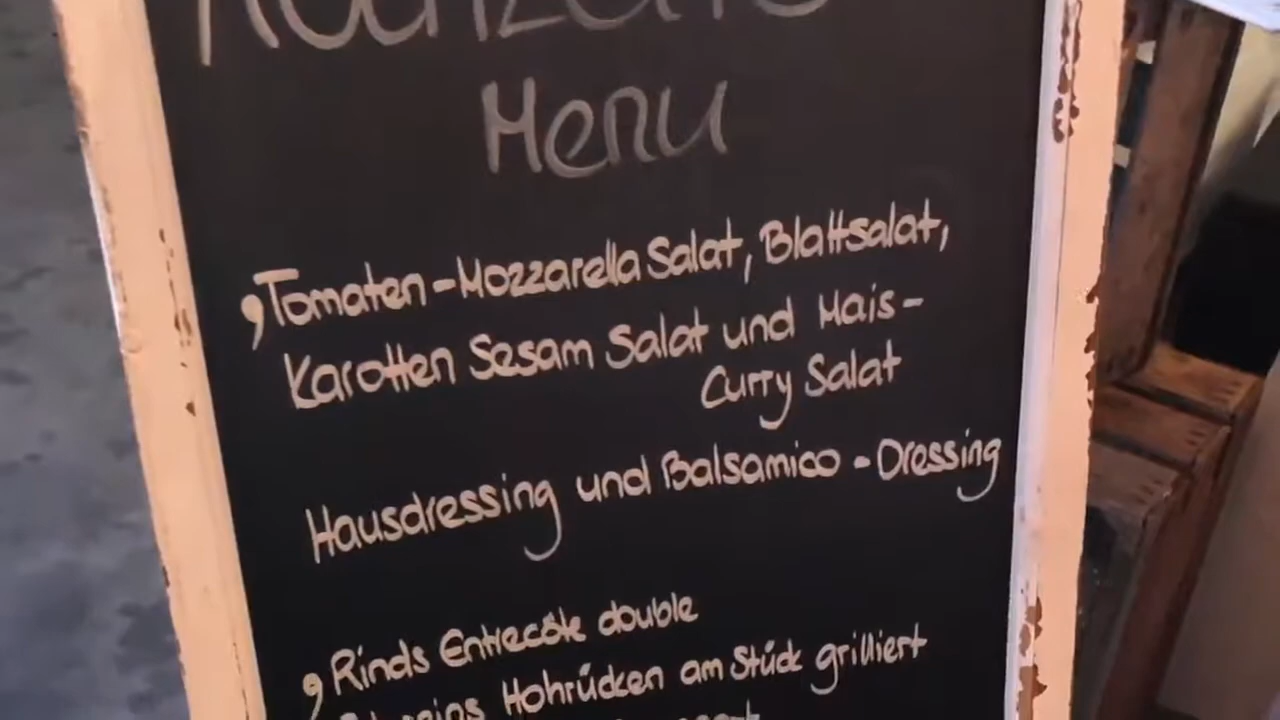 Hochzeits
Menu
, Tomaten-Mozzarella Salat, Blattsalat,
Karotten Sesam Salat und Mais-
Curry Salat
Hausdressing und Balsamico-Dressing
, Rinds Entrecôte double
Hohrücken am Stück grilliert